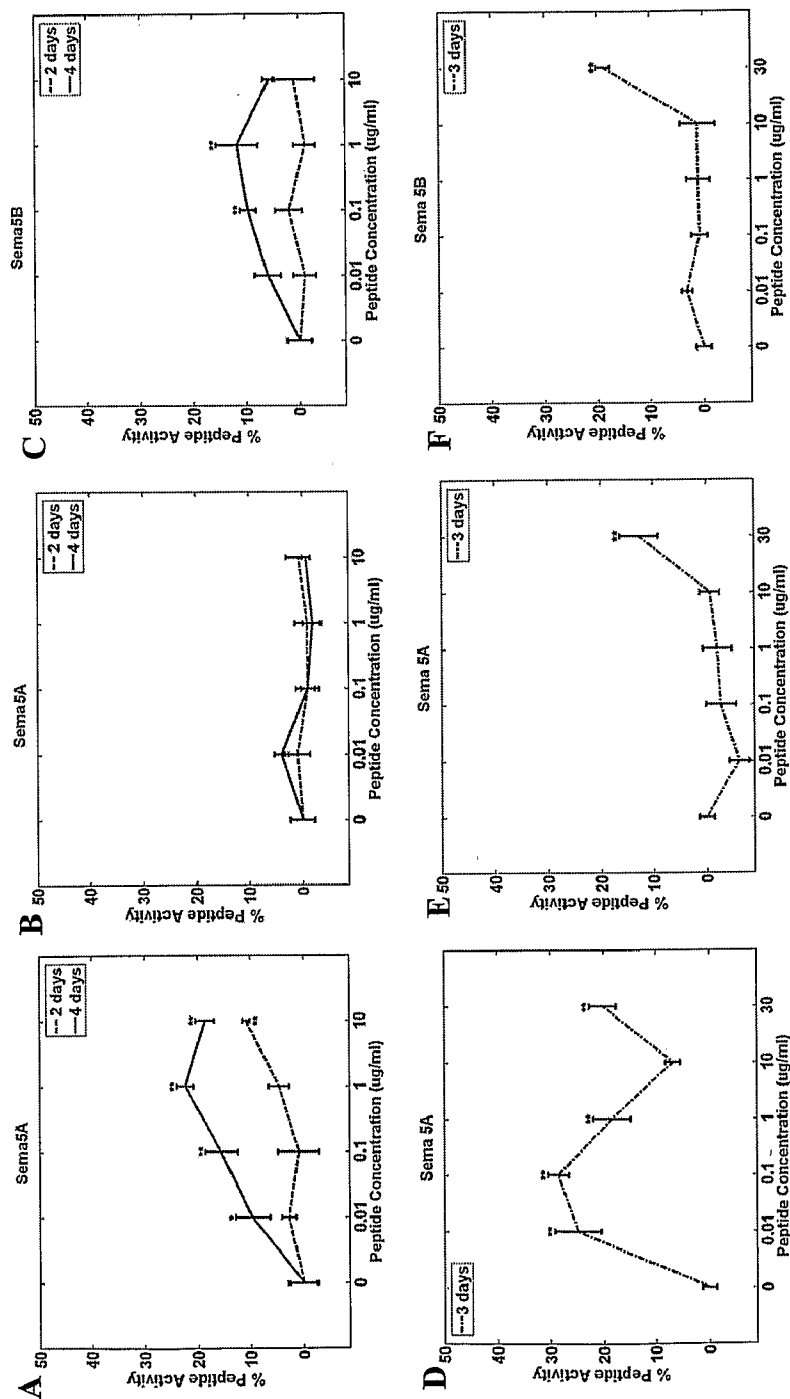 A
Sema5A
--- 2 days
— 4 days
50
40
30
20
10
0
% Peptide Activity
**
**
**
**
*
0
0.01
0.1
1
10
Peptide Concentration (ug/ml)
B
Sema5A
--- 2 days
— 4 days
50
40
30
20
10
0
% Peptide Activity
0
0.01
0.1
1
10
Peptide Concentration (ug/ml)
C
Sema5B
--- 2 days
— 4 days
50
40
30
20
10
0
% Peptide Activity
**
**
0
0.01
0.1
1
10
Peptide Concentration (ug/ml)
D
Sema 5A
---3 days
50
40
30
20
10
0
% Peptide Activity
**
**
**
**
0
0.01
0.1
1
10
30
Peptide Concentration (ug/ml)
E
Sema 5A
---3 days
50
40
30
20
10
0
% Peptide Activity
**
0
0.01
0.1
1
10
30
Peptide Concentration (ug/ml)
F
Sema 5B
---3 days
50
40
30
20
10
0
% Peptide Activity
**
0
0.01
0.1
1
10
30
Peptide Concentration (ug/ml)